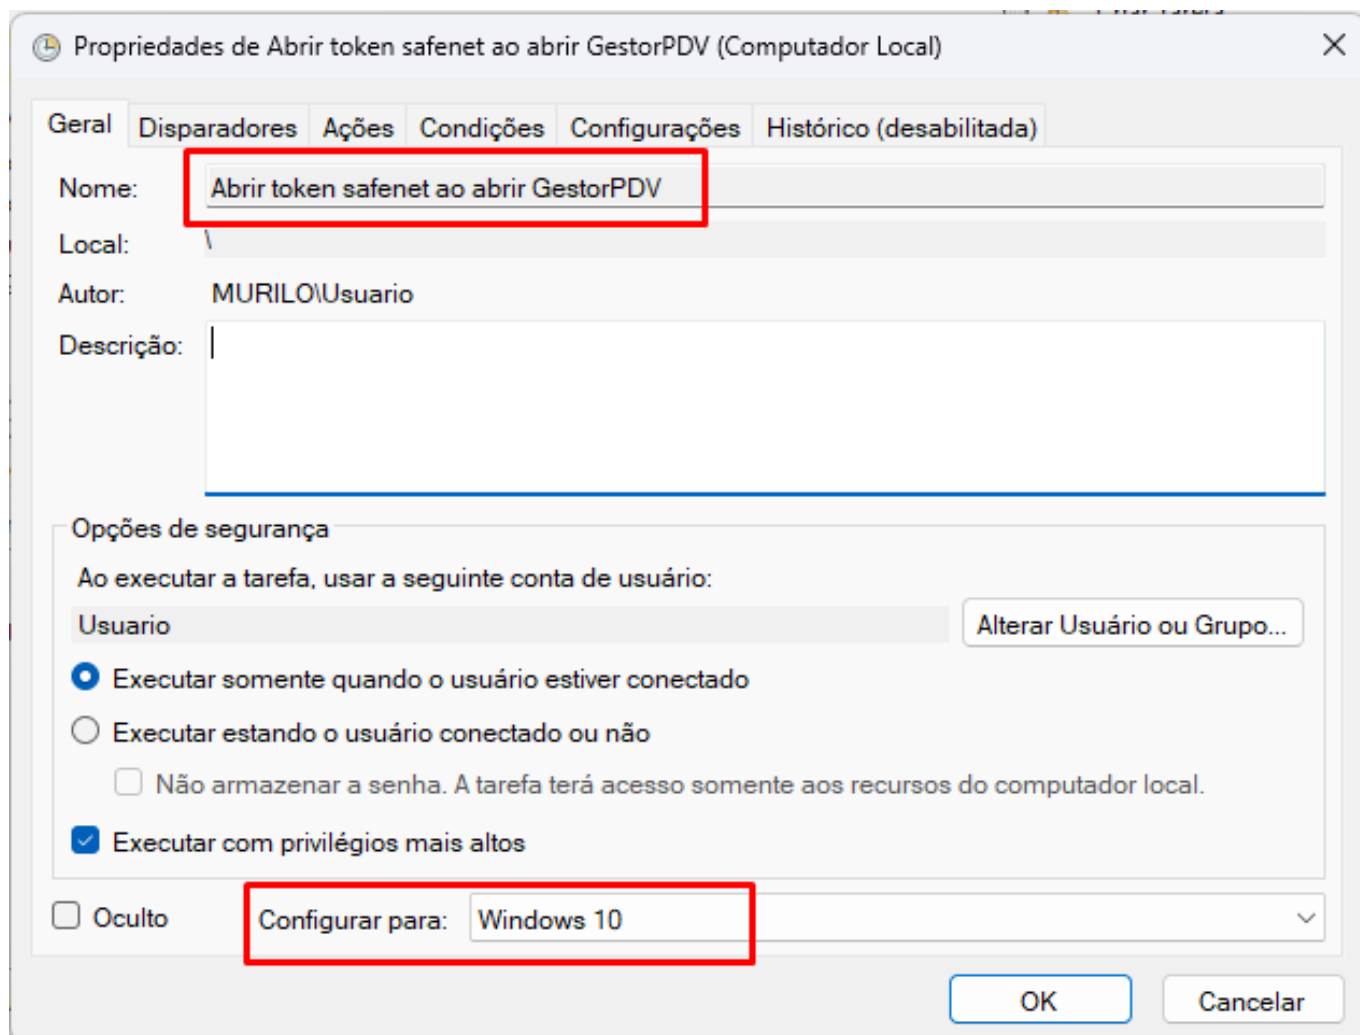 Propriedades de Abrir token safenet ao abrir GestorPDV (Computador Local)
Geral Disparadores Ações Condições Configurações Histórico (desabilitada)
Nome: Abrir token safenet ao abrir GestorPDV
Local: \
Autor: MURILO\Usuario
Descrição:
Opções de segurança
Ao executar a tarefa, usar a seguinte conta de usuário:
Usuario Alterar Usuário ou Grupo...
Executar somente quando o usuário estiver conectado
Executar estando o usuário conectado ou não
Não armazenar a senha. A tarefa terá acesso somente aos recursos do computador local.
Executar com privilégios mais altos
Oculto Configurar para: Windows 10
OK Cancelar